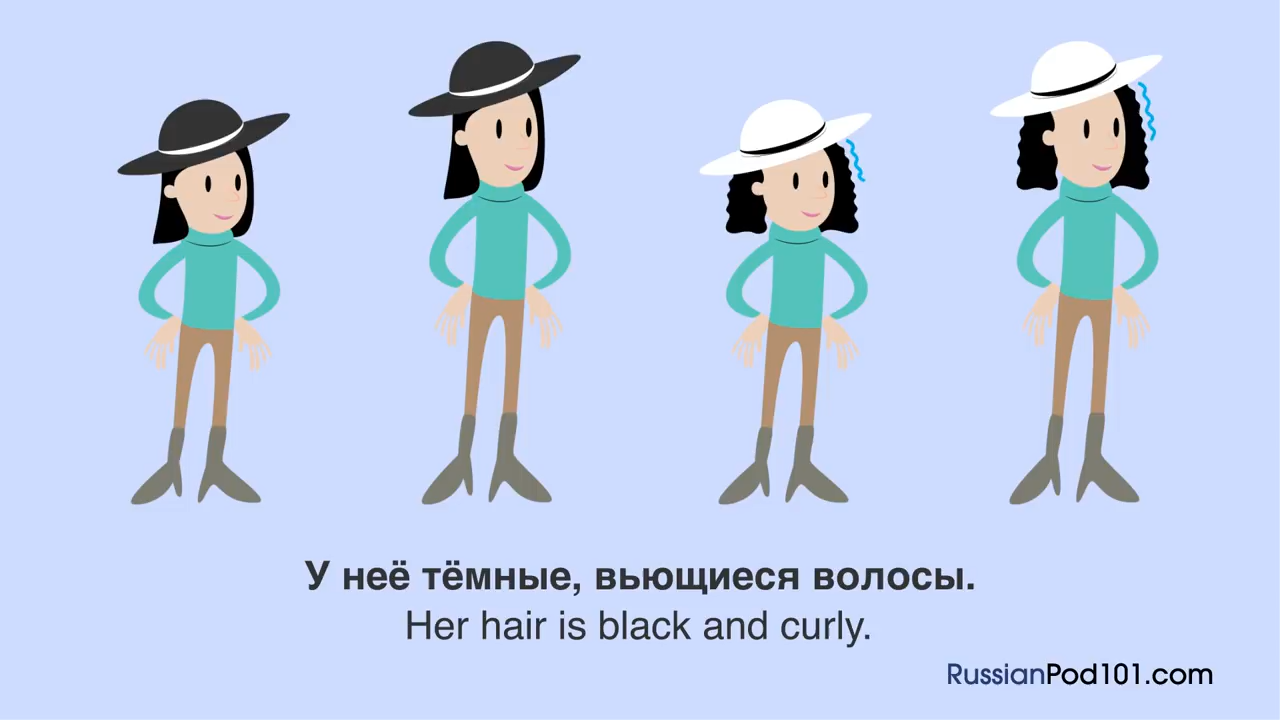 У неё тёмные, вьющиеся волосы.
Her hair is black and curly.
RussianPod101.com